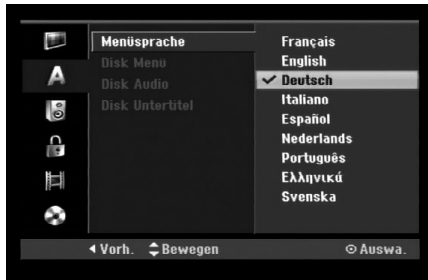 Menüsprache
Disk Menü
Disk Audio
Disk Untertitel
A
Français
English
Deutsch
Italiano
Español
Nederlands
Português
Ελληνικά
Svenska
Vorh. Bewegen Auswa.